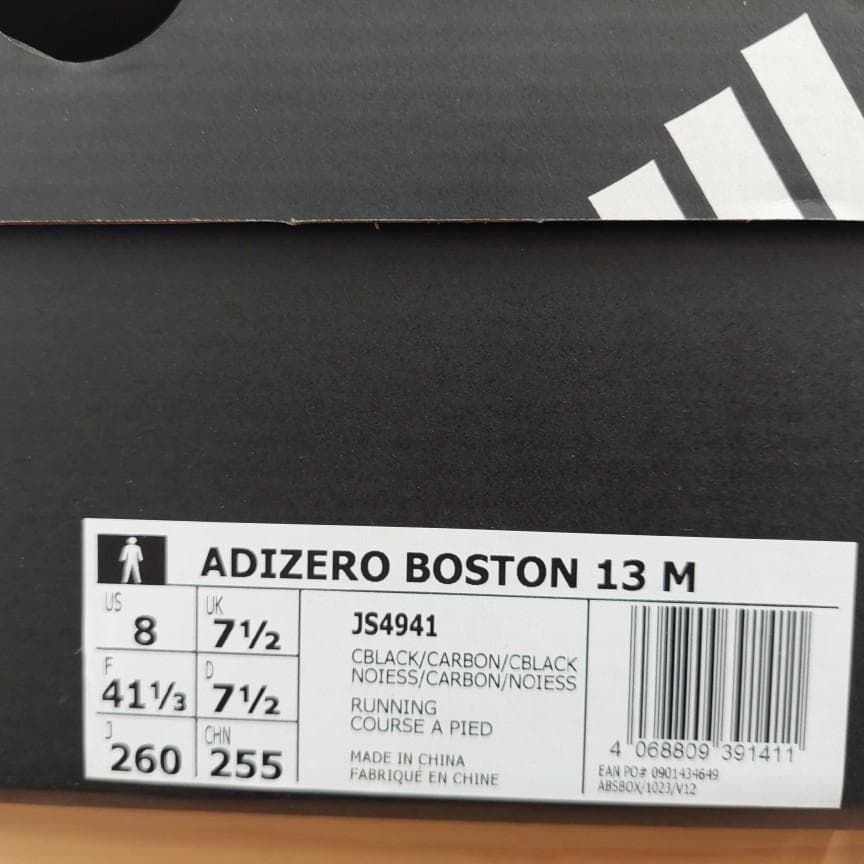 ADIZERO BOSTON 13 M
US
8
UK
7½
F
41⅓
D
7½
J
260
CHN
255
JS4941
CBLACK/CARBON/CBLACK
NOIESS/CARBON/NOIESS
RUNNING
COURSE A PIED
MADE IN CHINA
FABRIQUÉ EN CHINE
4 068809 391411
EAN PO# 0901434649
ABSBOX/1023/V12